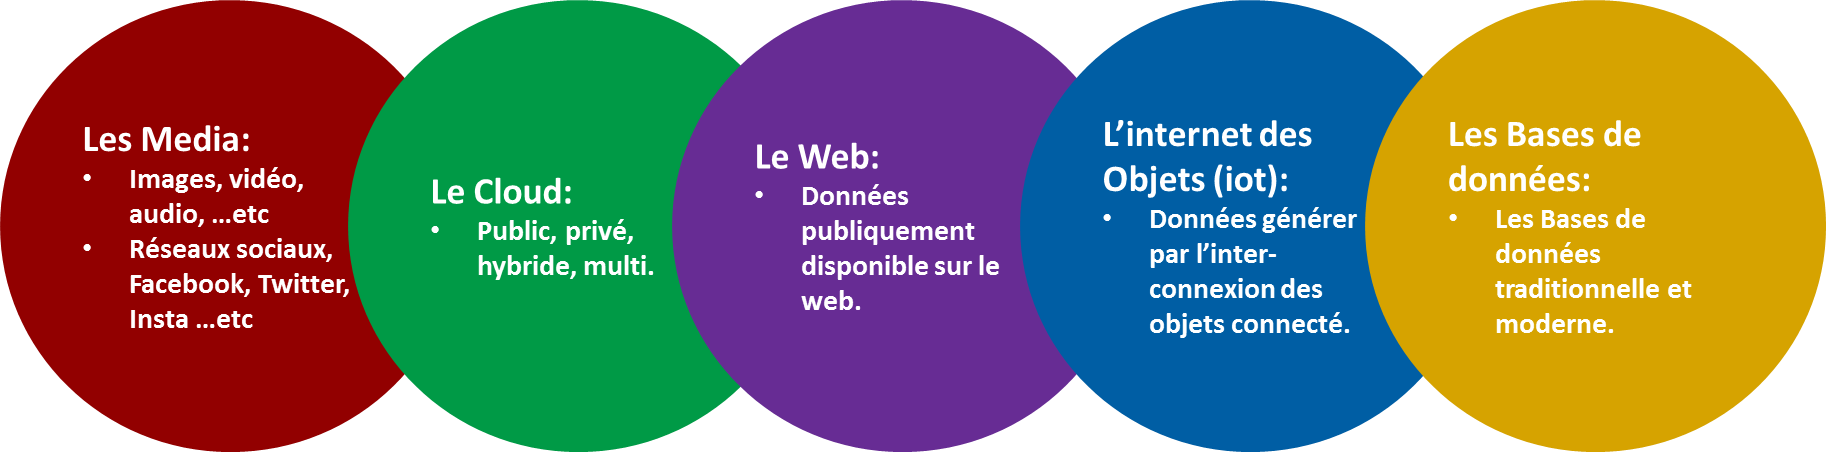 Les Media:
• Images, vidéo,
audio, ...etc
• Réseaux sociaux,
Facebook, Twitter,
Insta ...etc
Le Cloud:
• Public, privé,
hybride, multi.
Le Web:
• Données
publiquement
disponible sur le
web.
L’internet des
Objets (iot):
• Données générer
par l’inter-
connexion des
objets connecté.
Les Bases de
données:
• Les Bases de
données
traditionnelle et
moderne.